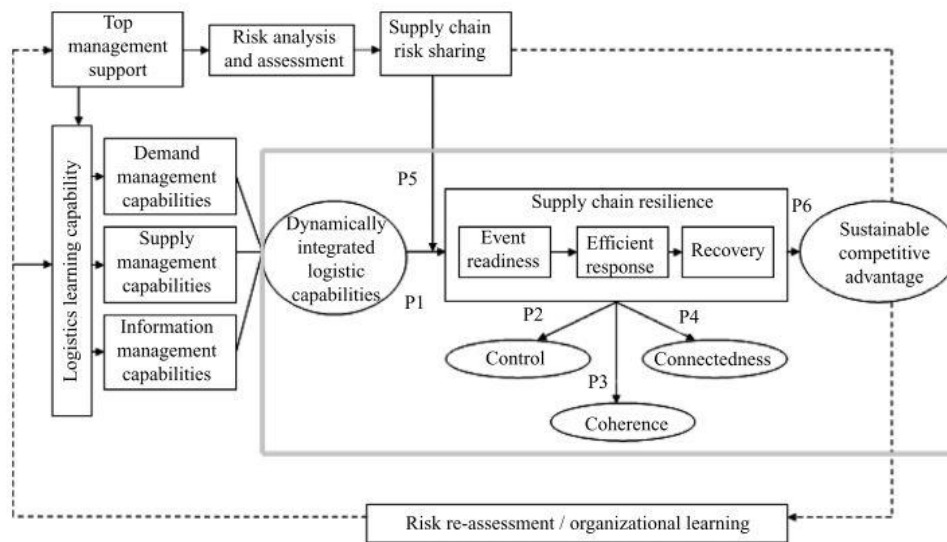 Top
management
support
Risk analysis
and assessment
Supply chain
risk sharing
Logistics learning capability
Demand
management
capabilities
Supply
management
capabilities
Information
management
capabilities
Dynamically
integrated
logistic
capabilities
P5
P1
Supply chain resilience
Event
readiness
Efficient
response
Recovery
P6
Sustainable
competitive
advantage
P2
P4
Control
Connectedness
P3
Coherence
Risk re-assessment / organizational learning